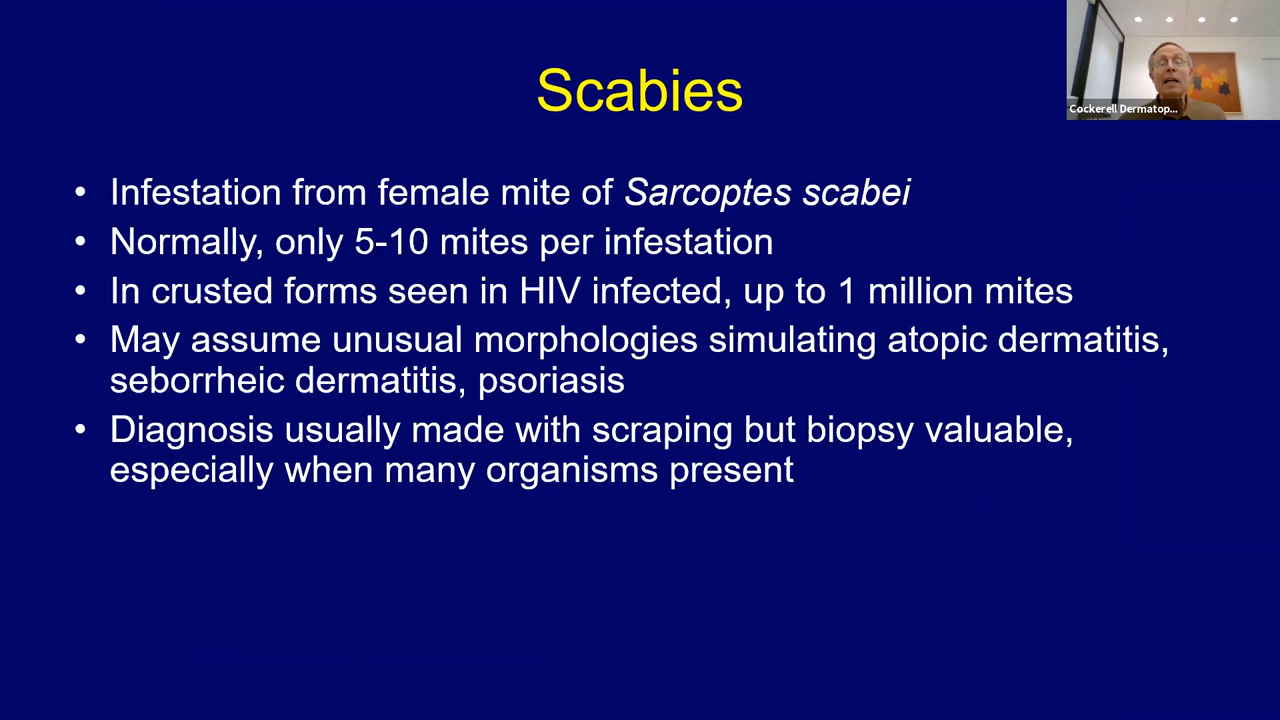 Scabies
Cockerell Dermatop...
• Infestation from female mite of Sarcoptes scabei
• Normally, only 5-10 mites per infestation
• In crusted forms seen in HIV infected, up to 1 million mites
• May assume unusual morphologies simulating atopic dermatitis,
seborrheic dermatitis, psoriasis
• Diagnosis usually made with scraping but biopsy valuable,
especially when many organisms present